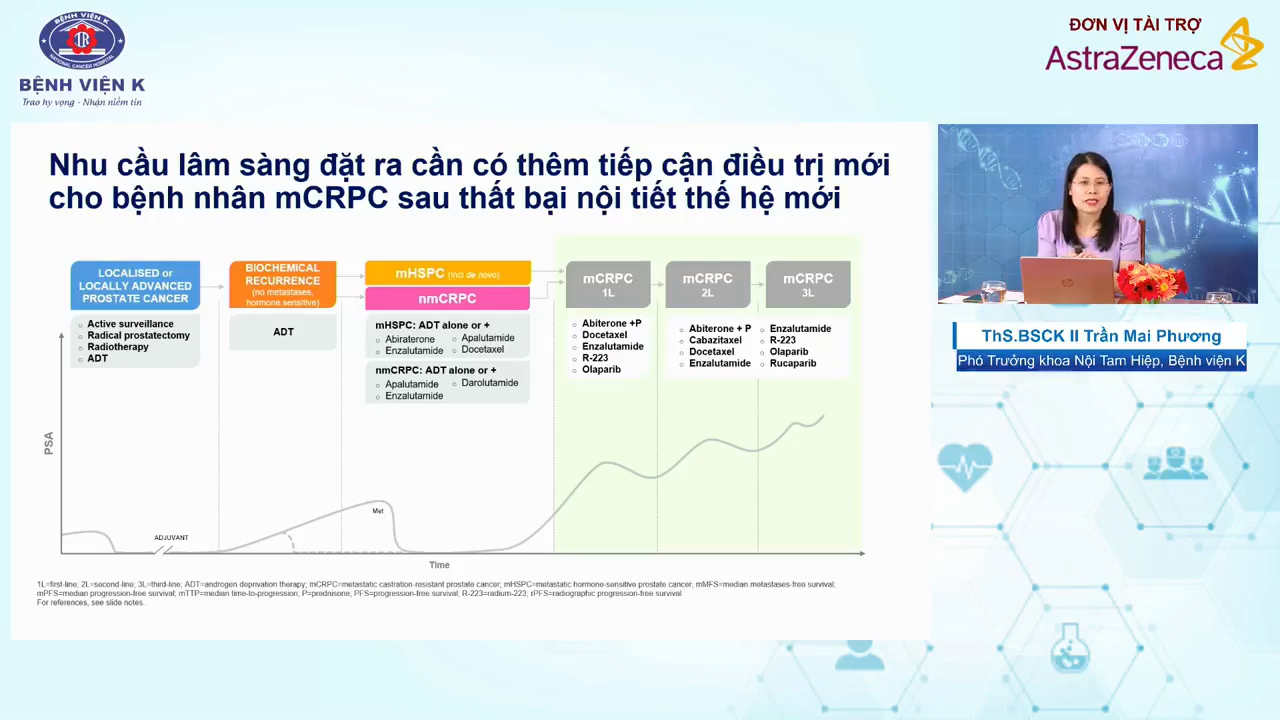 BỆNH VIỆN K
Trao hy vọng - Nhận niềm tin
ĐƠN VỊ TÀI TRỢ
AstraZeneca
Nhu cầu lâm sàng đặt ra cần có thêm tiếp cận điều trị mới
cho bệnh nhân mCRPC sau thất bại nội tiết thế hệ mới
LOCALISED or
LOCALLY ADVANCED
PROSTATE CANCER
Active surveillance
Radical prostatectomy
Radiotherapy
ADT
BIOCHEMICAL
RECURRENCE
(no metastases,
hormone sensitive)
ADT
mHSPC (incl de novo)
nmCRPC
mHSPC: ADT alone or +
Abiraterone
Enzalutamide
Apalutamide
Docetaxel
nmCRPC: ADT alone or +
Apalutamide
Enzalutamide
Darolutamide
mCRPC
1L
Abiterone +P
Docetaxel
Enzalutamide
R-223
Olaparib
mCRPC
2L
mCRPC
3L
Abiterone + P
Cabazitaxel
Docetaxel
Enzalutamide
Enzalutamide
R-223
Olaparib
Rucaparib
PSA
ADJUVANT
Met
Time
1L=first-line; 2L=second-line; 3L=third-line; ADT=androgen deprivation therapy; mCRPC=metastatic castration-resistant prostate cancer; mHSPC=metastatic hormone-sensitive prostate cancer; mMFS=median metastases-free survival;
mPFS=median progression-free survival; mTTP=median time-to-progression; P=prednisone; PFS=progression-free survival; R-223=radium-223; rPFS=radiographic progression-free survival
For references, see slide notes.
ThS.BSCK II Trần Mai Phương
Phó Trưởng khoa Nội Tam Hiệp, Bệnh viện K